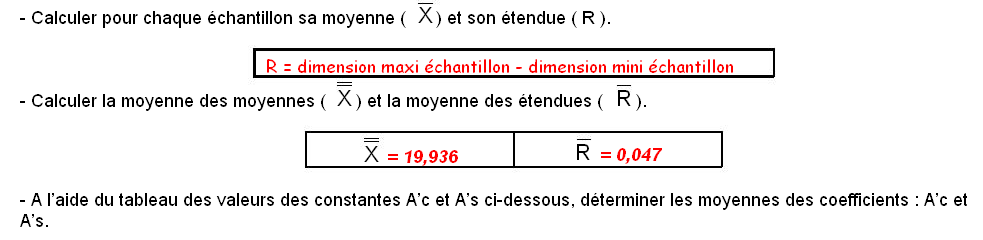 - Calculer pour chaque échantillon sa moyenne ( X̅ ) et son étendue ( R ).
R = dimension maxi échantillon - dimension mini échantillon
- Calculer la moyenne des moyennes ( X̿ ) et la moyenne des étendues ( R̅ ).
X̿ = 19,936 R̅ = 0,047
- A l'aide du tableau des valeurs des constantes A'c et A's ci-dessous, déterminer les moyennes des coefficients : A'c et
A's.